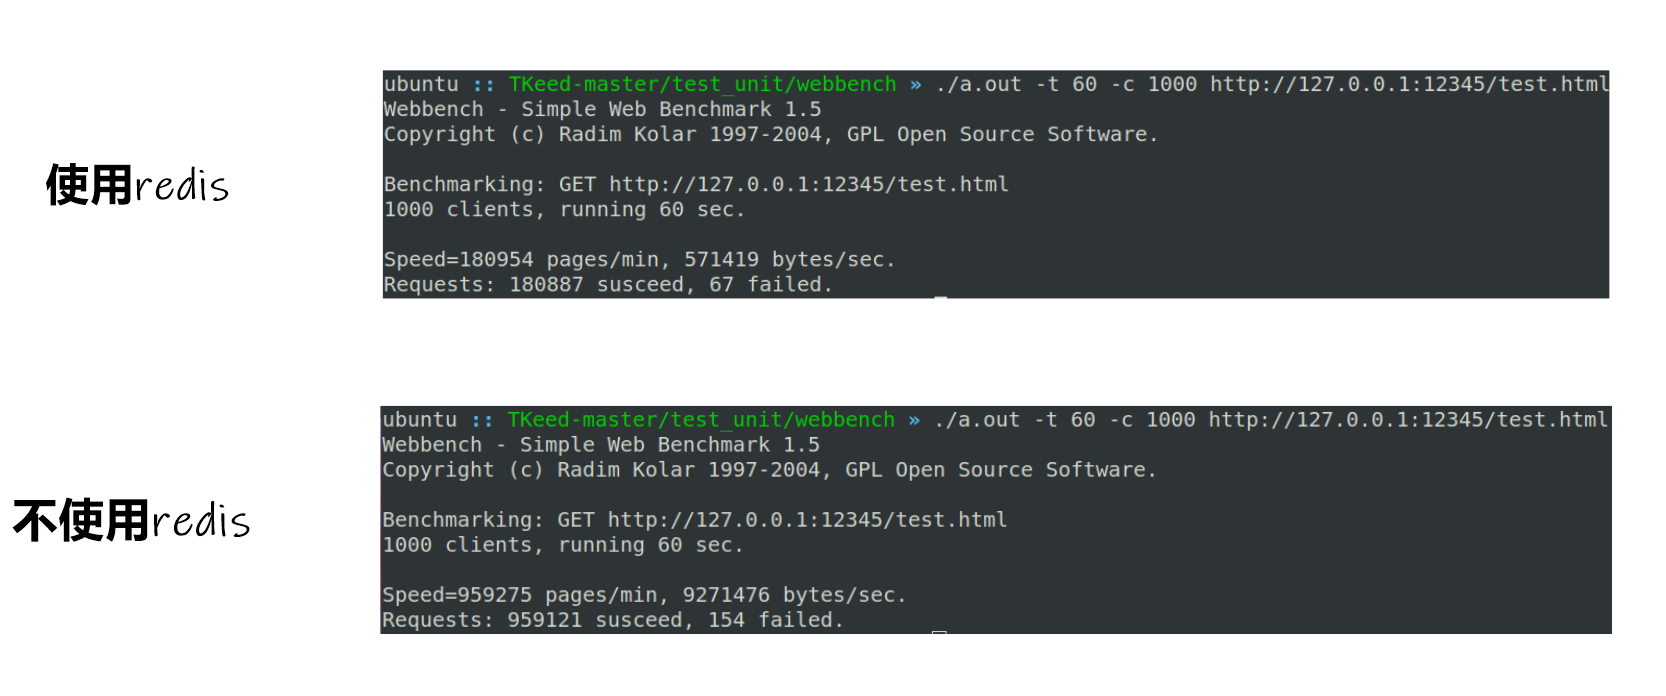 使用redis
ubuntu :: TKeed-master/test_unit/webbench » ./a.out -t 60 -c 1000 http://127.0.0.1:12345/test.html
Webbench - Simple Web Benchmark 1.5
Copyright (c) Radim Kolar 1997-2004, GPL Open Source Software.
Benchmarking: GET http://127.0.0.1:12345/test.html
1000 clients, running 60 sec.
Speed=180954 pages/min, 571419 bytes/sec.
Requests: 180887 susceed, 67 failed.
不使用redis
ubuntu :: TKeed-master/test_unit/webbench » ./a.out -t 60 -c 1000 http://127.0.0.1:12345/test.html
Webbench - Simple Web Benchmark 1.5
Copyright (c) Radim Kolar 1997-2004, GPL Open Source Software.
Benchmarking: GET http://127.0.0.1:12345/test.html
1000 clients, running 60 sec.
Speed=959275 pages/min, 9271476 bytes/sec.
Requests: 959121 susceed, 154 failed.